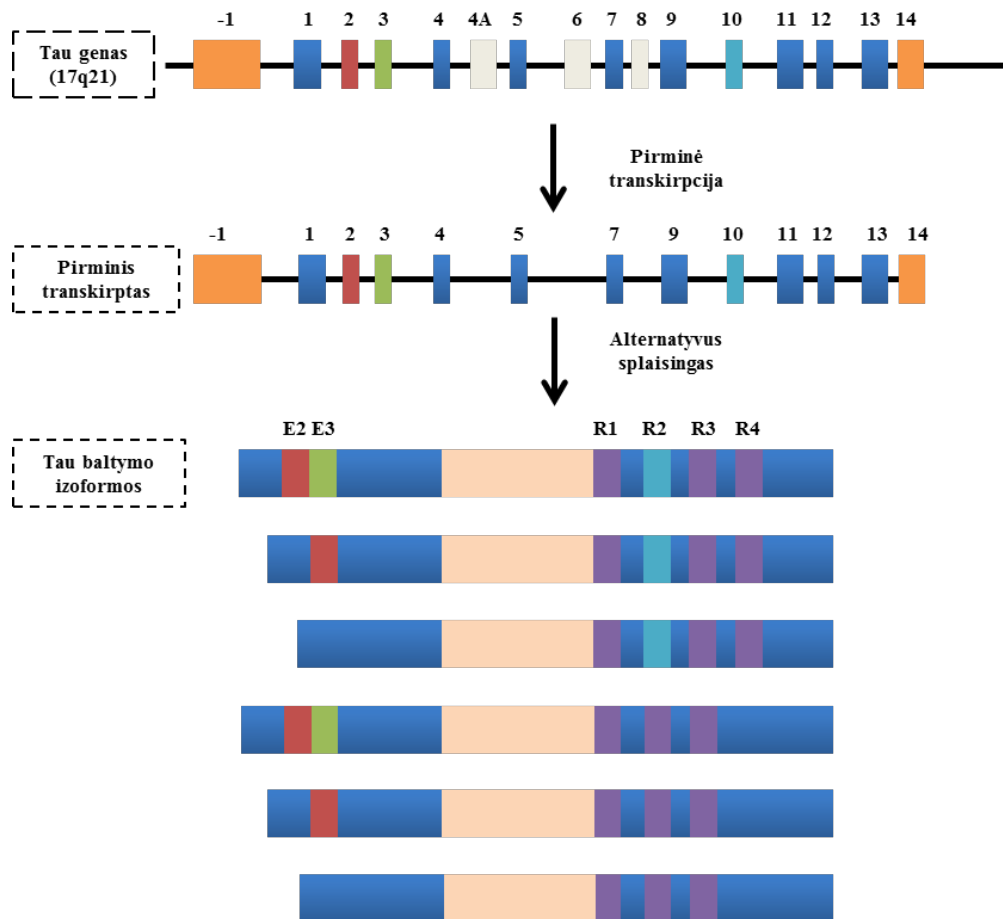 -1 1 2 3 4 4A 5 6 7 8 9 10 11 12 13 14
Tau genas
(17q21)
Pirminė
transkirpcija
-1 1 2 3 4 5 7 9 10 11 12 13 14
Pirminis
transkirptas
Alternatyvus
splaisingas
E2 E3 R1 R2 R3 R4
Tau baltymo
izoformos